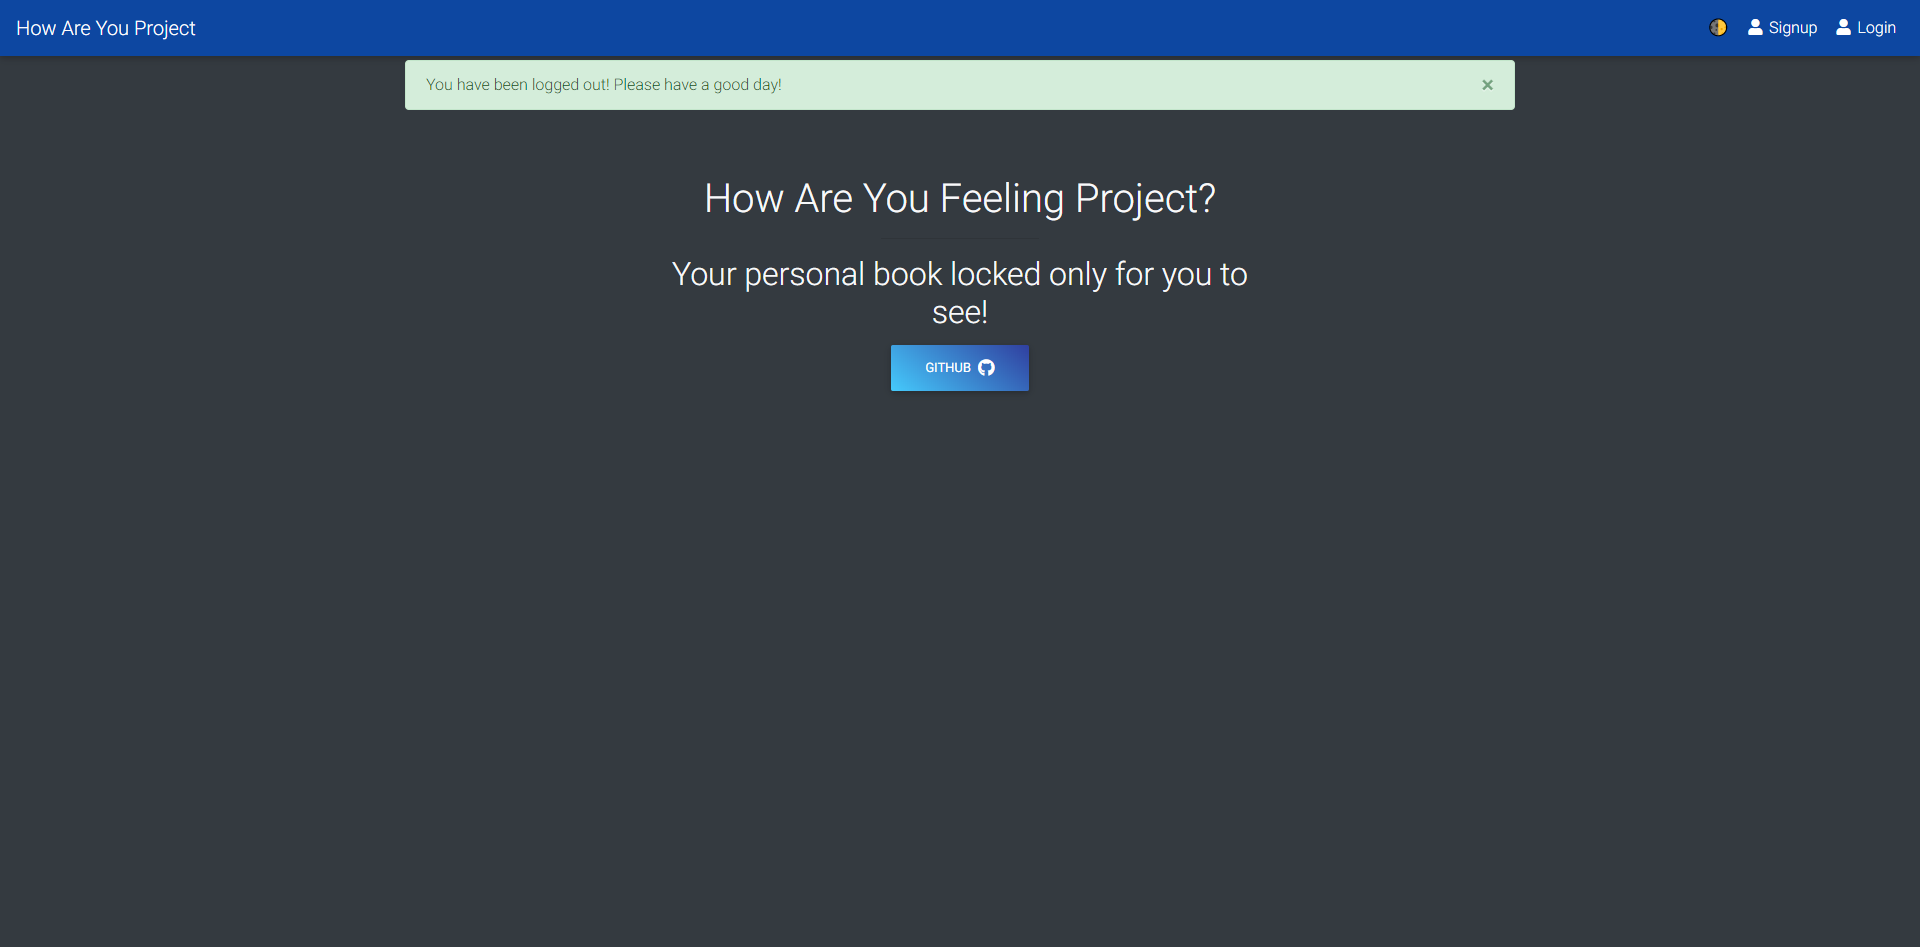 How Are You Project
Signup
Login
You have been logged out! Please have a good day!
×
How Are You Feeling Project?
Your personal book locked only for you to
see!
GITHUB